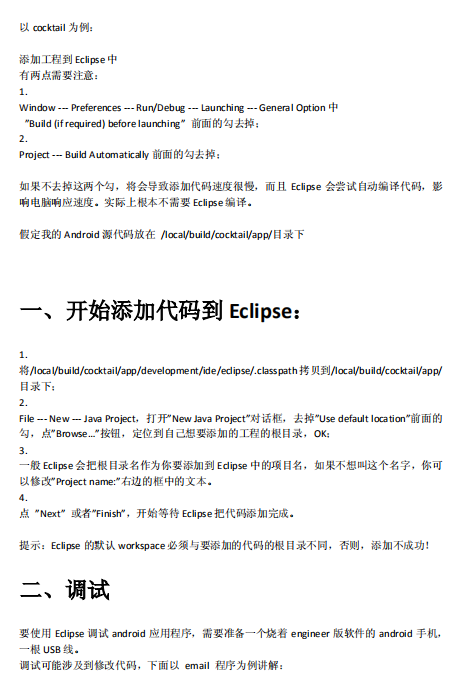 以 cocktail 为例：
添加工程到 Eclipse 中
有两点需要注意：
1.
Window --- Preferences --- Run/Debug --- Launching --- General Option 中
“Build (if required) before launching” 前面的勾去掉；
2.
Project --- Build Automatically 前面的勾去掉；
如果不去掉这两个勾，将会导致添加代码速度很慢，而且 Eclipse 会尝试自动编译代码，影
响电脑响应速度。实际上根本不需要 Eclipse 编译。
假定我的 Android 源代码放在 /local/build/cocktail/app/目录下
一、开始添加代码到 Eclipse：
1.
将/local/build/cocktail/app/development/ide/eclipse/.classpath 拷贝到/local/build/cocktail/app/
目录下；
2.
File --- New --- Java Project，打开”New Java Project”对话框，去掉”Use default location”前面的
勾，点”Browse...”按钮，定位到自己想要添加的工程的根目录，OK；
3.
一般 Eclipse 会把根目录名作为你要添加到 Eclipse 中的项目名，如果不想叫这个名字，你可
以修改”Project name:”右边的框中的文本。
4.
点 “Next” 或者”Finish”，开始等待 Eclipse 把代码添加完成。
提示：Eclipse 的默认 workspace 必须与要添加的代码的根目录不同，否则，添加不成功！
二、调试
要使用 Eclipse 调试 android 应用程序，需要准备一个烧着 engineer 版软件的 android 手机，
一根 USB 线。
调试可能涉及到修改代码，下面以 email 程序为例讲解：